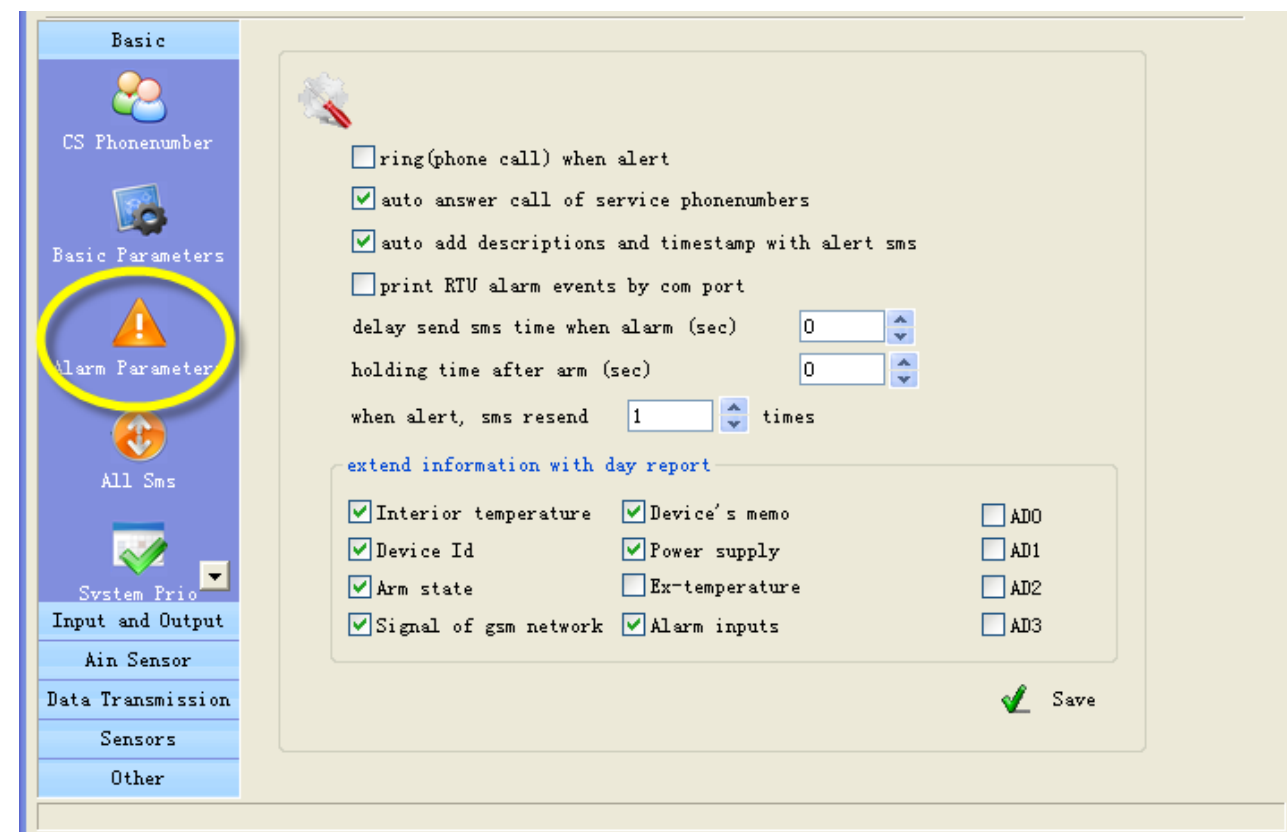 Basic
CS Phonenumber
Basic Parameters
Alarm Parameters
All Sms
System Prio
Input and Output
Ain Sensor
Data Transmission
Sensors
Other
ring(phone call) when alert
auto answer call of service phonenumbers
auto add descriptions and timestamp with alert sms
print RTU alarm events by com port
delay send sms time when alarm (sec) 0
holding time after arm (sec) 0
when alert, sms resend 1 times
extend information with day report
Interior temperature Device's memo AD0
Device Id Power supply AD1
Arm state Ex-temperature AD2
Signal of gsm network Alarm inputs AD3
Save